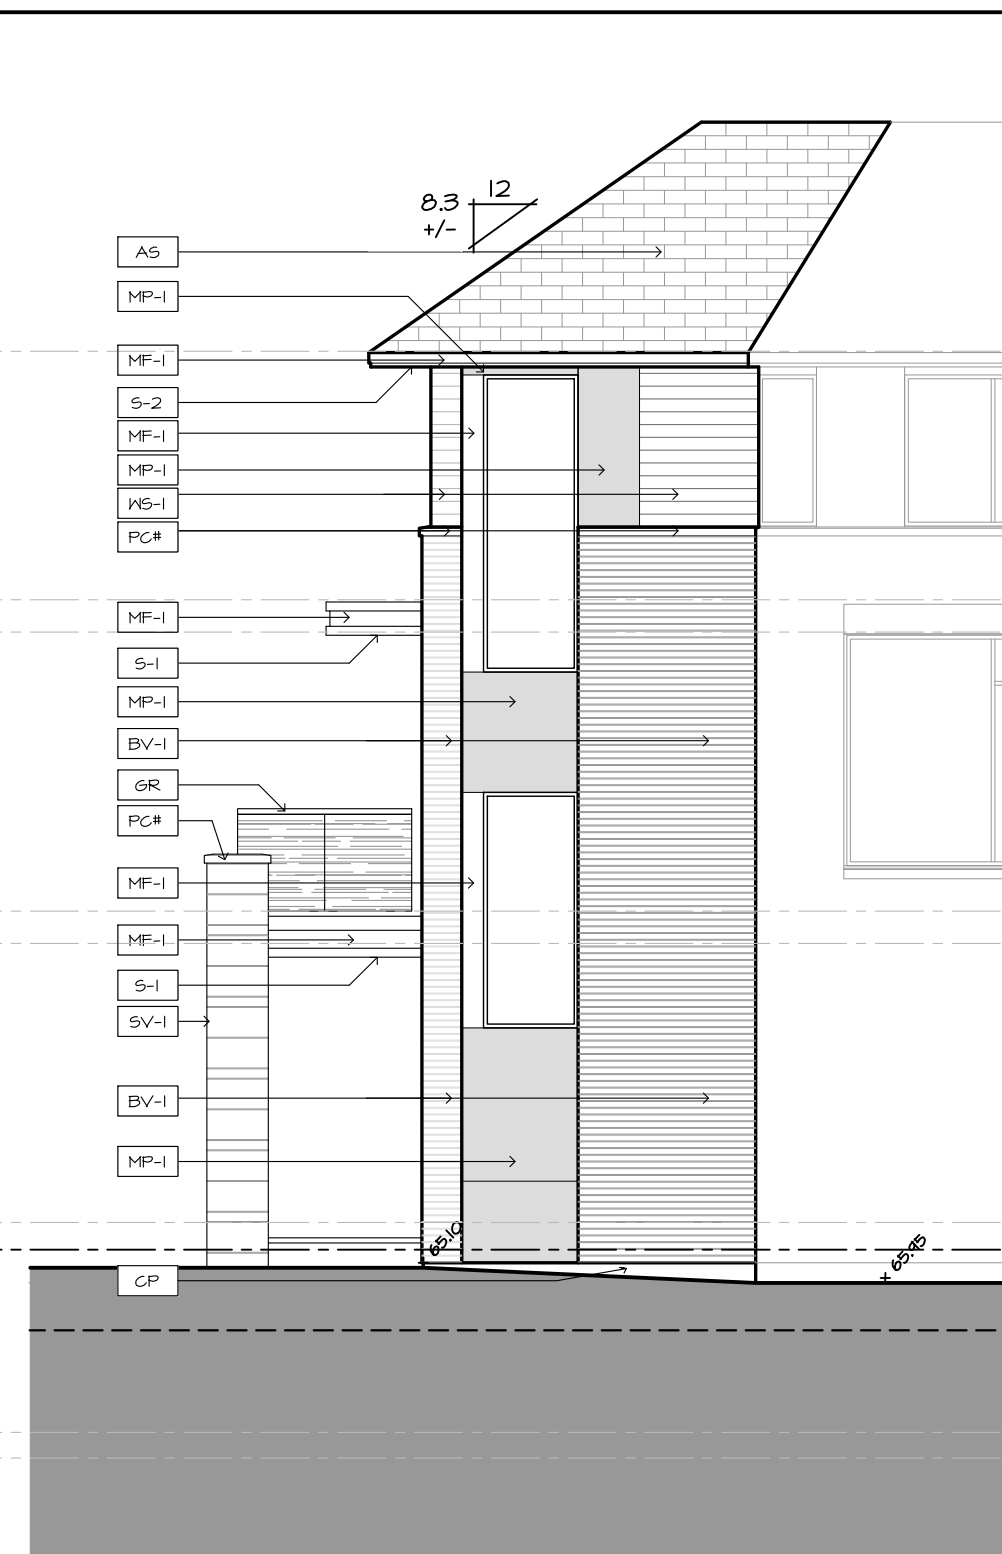 12
8.3
+/-
AS
MP-1
MF-1
S-2
MF-1
MP-1
WS-1
PC#
MF-1
S-1
MP-1
BV-1
GR
PC#
MF-1
MF-1
S-1
SV-1
BV-1
MP-1
65.10
+ 65.95
CP